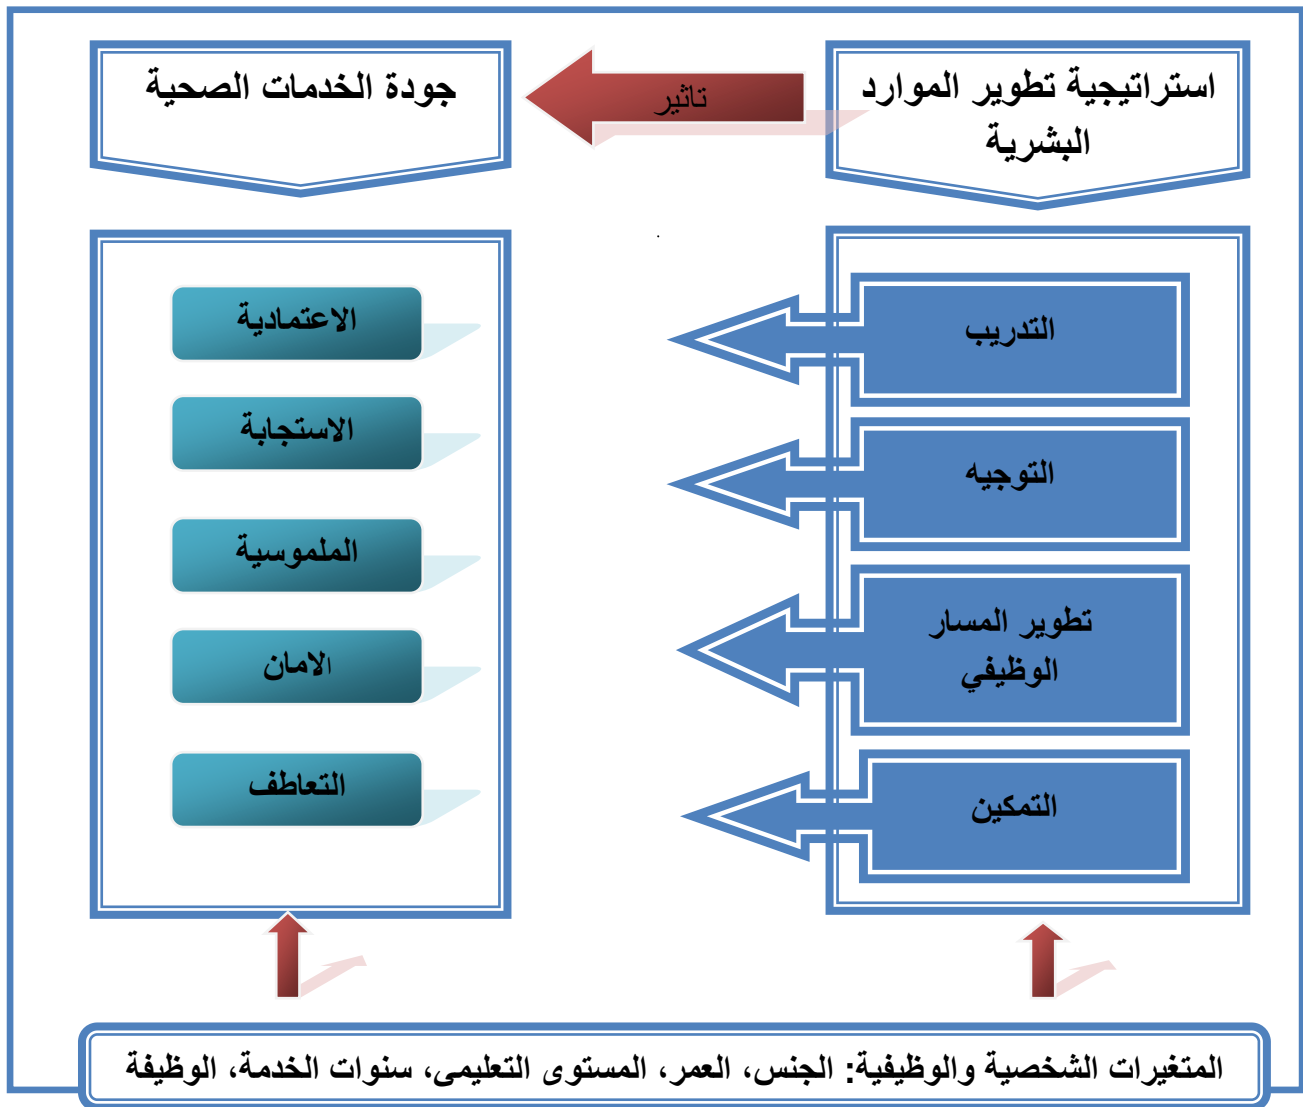 استراتيجية تطوير الموارد
البشرية
تاثير
جودة الخدمات الصحية
التدريب
التوجيه
تطوير المسار
الوظيفي
التمكين
الاعتمادية
الاستجابة
الملموسية
الامان
التعاطف
المتغيرات الشخصية والوظيفية: الجنس، العمر، المستوى التعليمى، سنوات الخدمة، الوظيفة